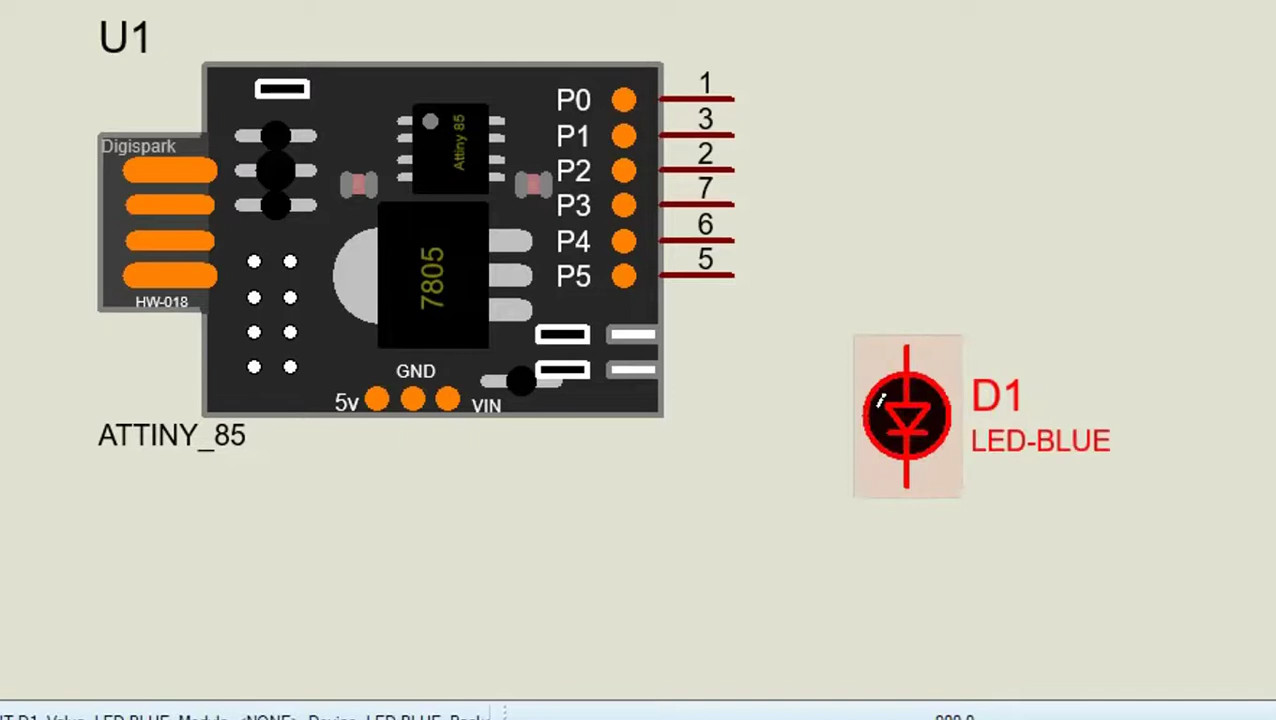 U1
Digispark
HW-018
Attiny 85
7805
P0 1
P1 3
P2 2
P3 7
P4 6
P5 5
GND
5v
VIN
ATTINY_85
D1
LED-BLUE